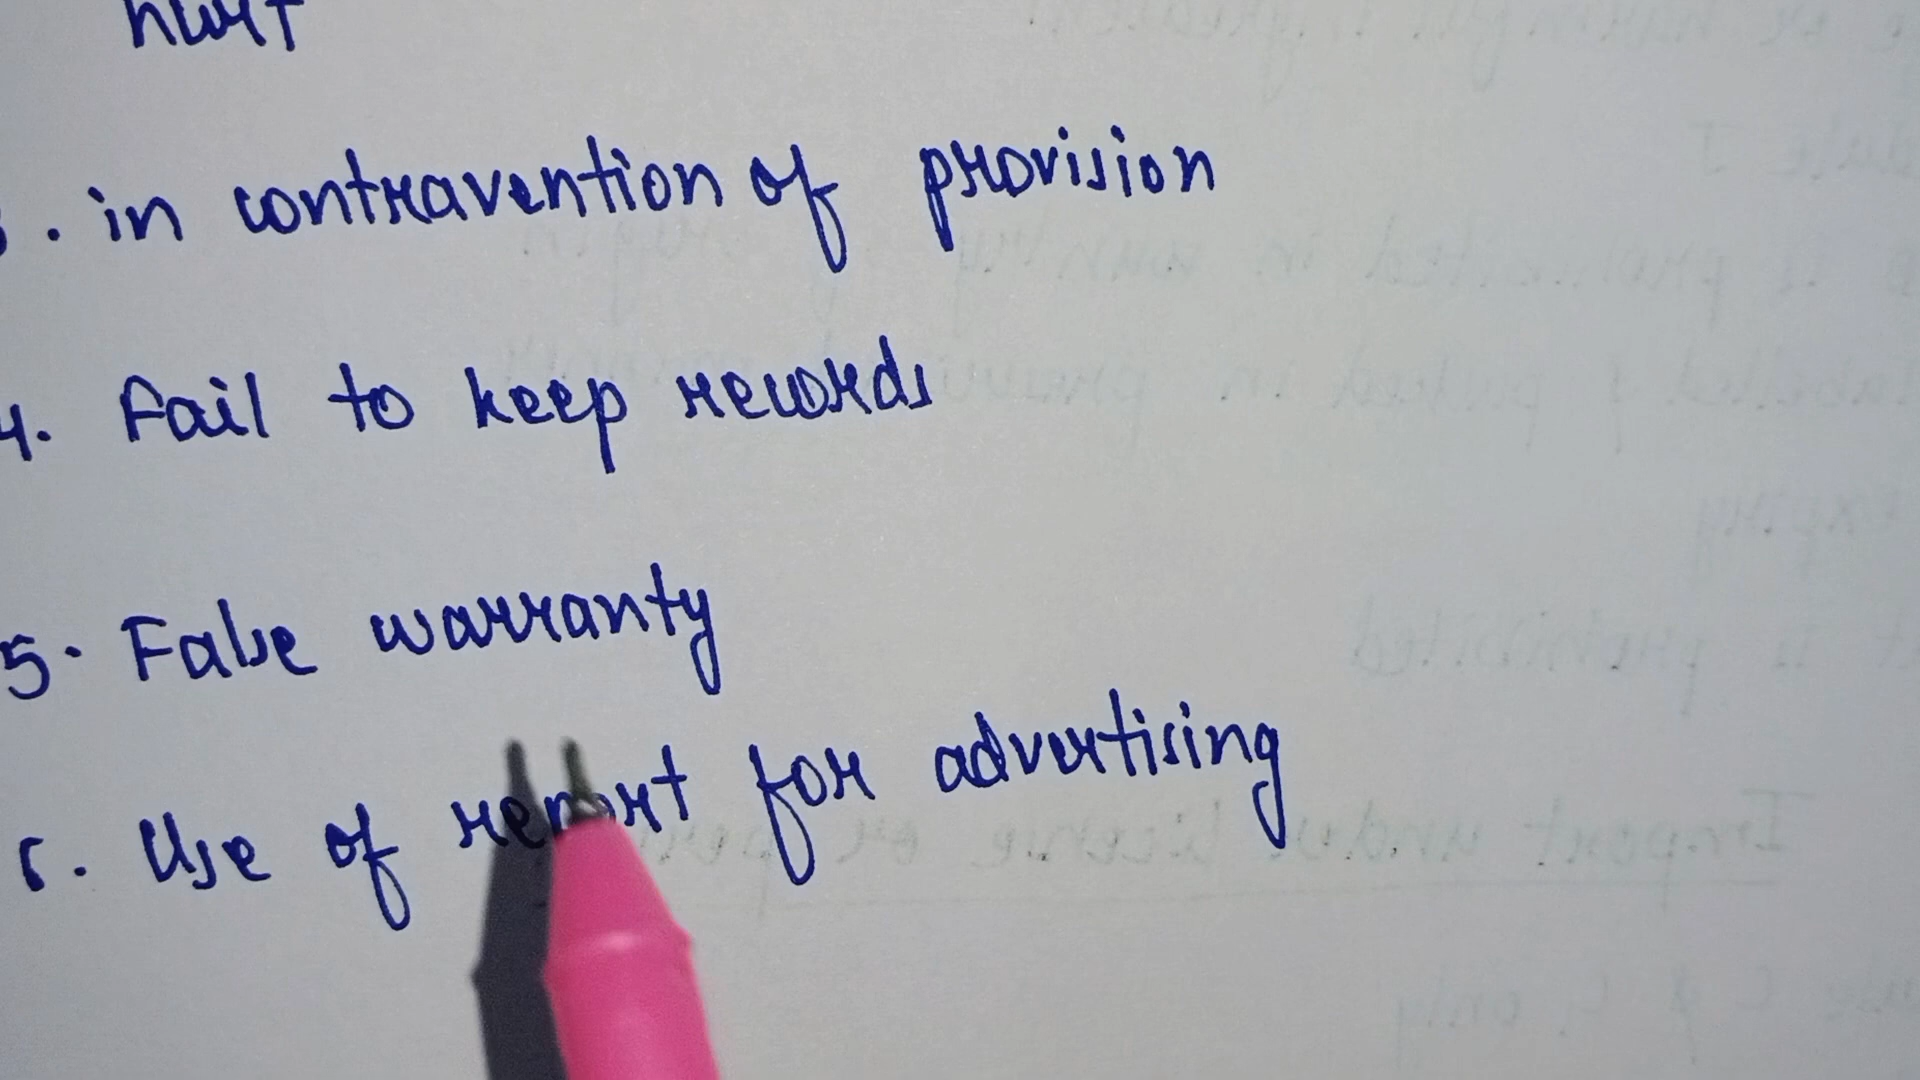 hurt
3. in contravention of provision
4. Fail to keep records
5. False warranty
6. Use of report for advertising